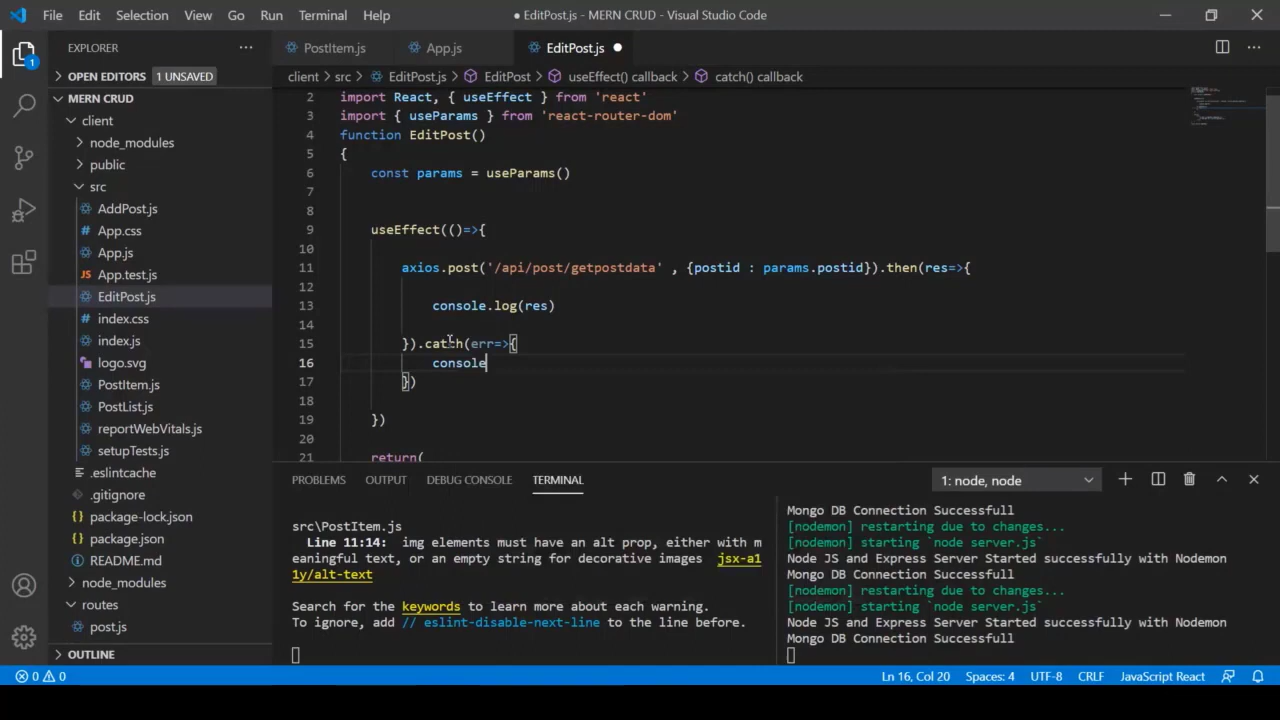 File Edit Selection View Go Run Terminal Help
● EditPost.js - MERN CRUD - Visual Studio Code
EXPLORER
PostItem.js App.js EditPost.js
OPEN EDITORS 1 UNSAVED
client > src > EditPost.js > EditPost > useEffect() callback > catch() callback
MERN CRUD
client
node_modules
public
src
AddPost.js
# App.css
App.js
JS App.test.js
EditPost.js
# index.css
index.js
logo.svg
PostItem.js
PostList.js
reportWebVitals.js
setupTests.js
.eslintcache
.gitignore
{} package-lock.json
{} package.json
README.md
node_modules
routes
post.js
OUTLINE
1
2 import React, { useEffect } from 'react'
3 import { useParams } from 'react-router-dom'
4 function EditPost()
5 {
6 const params = useParams()
7
8
9 useEffect(()=>{
10
11 axios.post('/api/post/getpostdata' , {postid : params.postid}).then(res=>{
12
13 console.log(res)
14
15 }).catch(err=>{
16 console
17 })
18
19 })
20
21 return(
PROBLEMS OUTPUT DEBUG CONSOLE TERMINAL
1: node, node
src\PostItem.js
Line 11:14: img elements must have an alt prop, either with m
eaningful text, or an empty string for decorative images jsx-a1
1y/alt-text
Search for the keywords to learn more about each warning.
To ignore, add // eslint-disable-next-line to the line before.
Mongo DB Connection Successfull
[nodemon] restarting due to changes...
[nodemon] starting `node server.js`
Node JS and Express Server Started successfully with Nodemon
Mongo DB Connection Successfull
[nodemon] restarting due to changes...
[nodemon] starting `node server.js`
Node JS and Express Server Started successfully with Nodemon
Mongo DB Connection Successfull
0 0
Ln 16, Col 20 Spaces: 4 UTF-8 CRLF JavaScript React